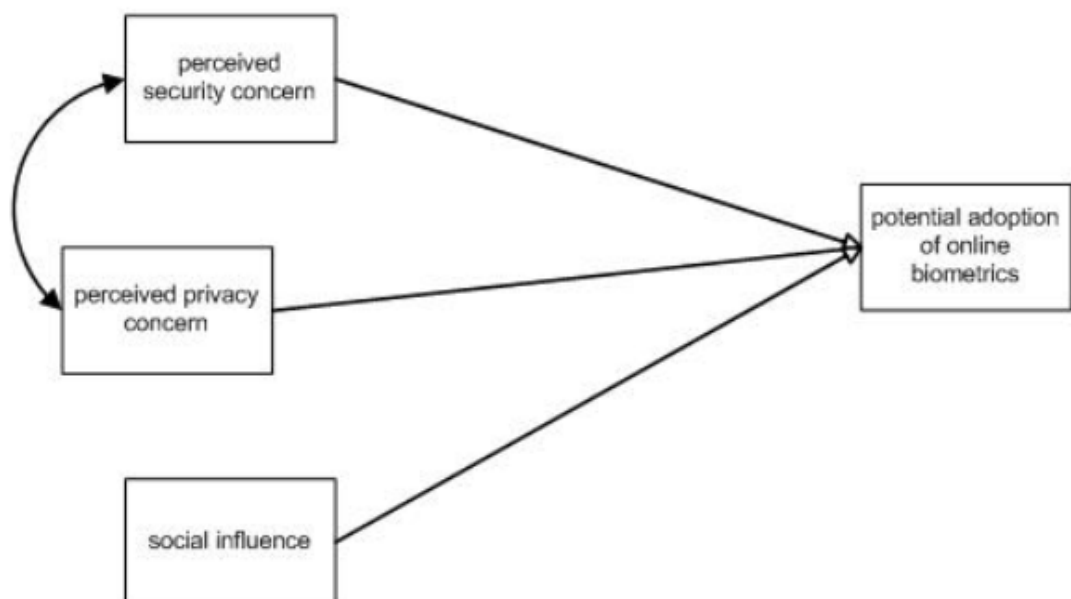 perceived
security concern
potential adoption
of online
biometrics
perceived privacy
concern
social influence